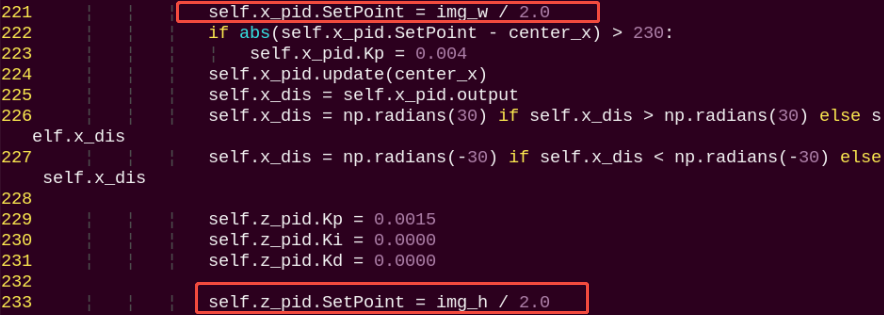 221 self.x_pid.SetPoint = img_w / 2.0
222 if abs(self.x_pid.SetPoint - center_x) > 230:
223 self.x_pid.Kp = 0.004
224 self.x_pid.update(center_x)
225 self.x_dis = self.x_pid.output
226 self.x_dis = np.radians(30) if self.x_dis > np.radians(30) else s
elf.x_dis
227 self.x_dis = np.radians(-30) if self.x_dis < np.radians(-30) else
self.x_dis
228
229 self.z_pid.Kp = 0.0015
230 self.z_pid.Ki = 0.0000
231 self.z_pid.Kd = 0.0000
232
233 self.z_pid.SetPoint = img_h / 2.0